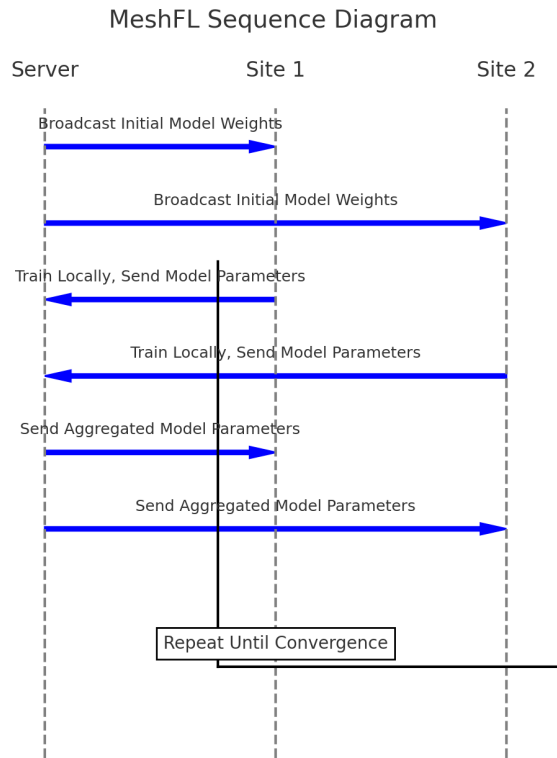 MeshFL Sequence Diagram
Server Site 1 Site 2
Broadcast Initial Model Weights
Broadcast Initial Model Weights
Train Locally, Send Model Parameters
Train Locally, Send Model Parameters
Send Aggregated Model Parameters
Send Aggregated Model Parameters
Repeat Until Convergence